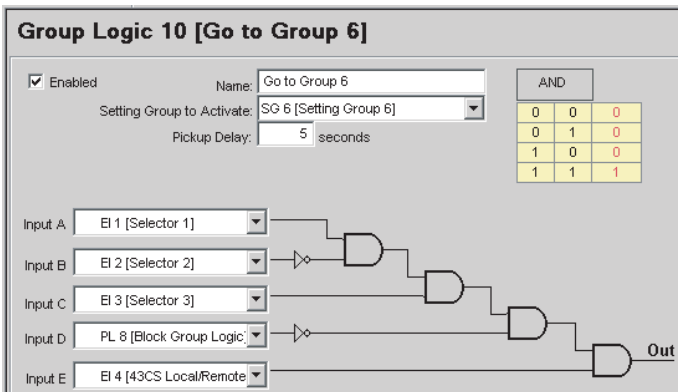 Group Logic 10 [Go to Group 6]
Enabled
Name: Go to Group 6
Setting Group to Activate: SG 6 [Setting Group 6]
Pickup Delay: 5 seconds
AND
0 0 0
0 1 0
1 0 0
1 1 1
Input A EI 1 [Selector 1]
Input B EI 2 [Selector 2]
Input C EI 3 [Selector 3]
Input D PL 8 [Block Group Logic]
Input E EI 4 [43CS Local/Remote
Out